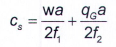 c_s = wa/2f_1 + q_G a/2f_2